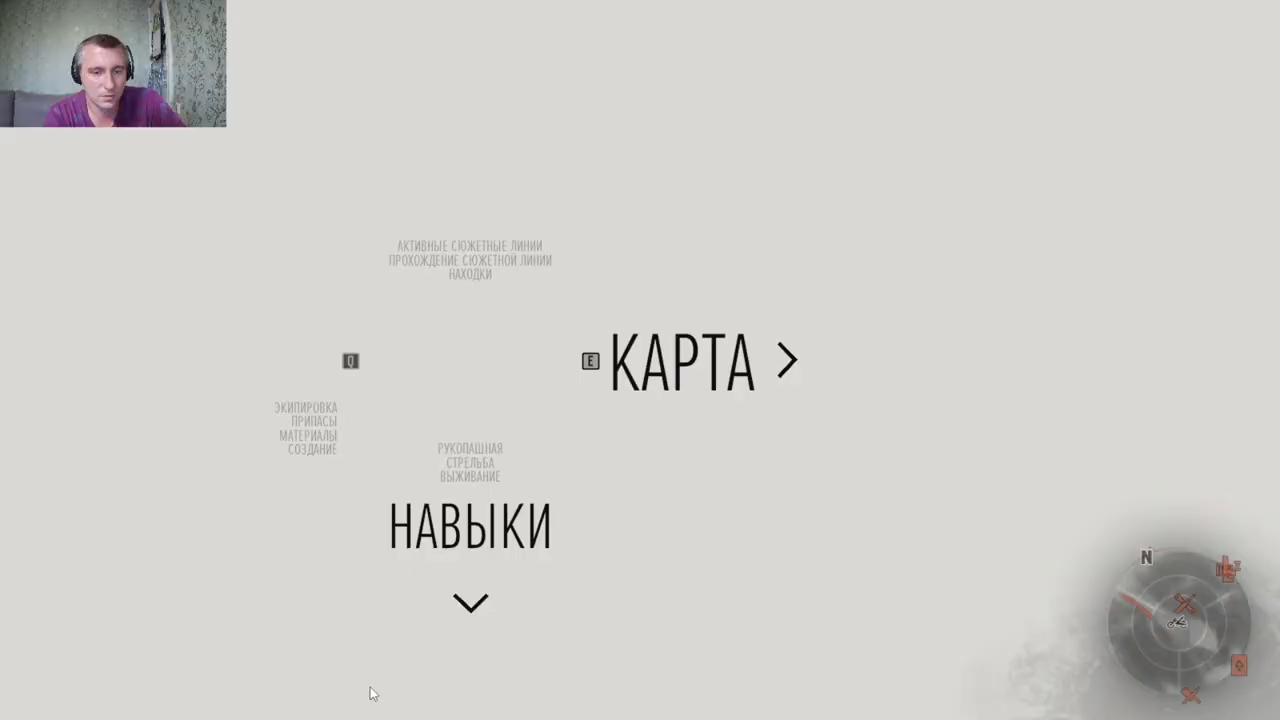 АКТИВНЫЕ СЮЖЕТНЫЕ ЛИНИИ
ПРОХОЖДЕНИЕ СЮЖЕТНОЙ ЛИНИИ
НАХОДКИ
Q
E КАРТА
ЭКИПИРОВКА
ПРИПАСЫ
МАТЕРИАЛЫ
СОЗДАНИЕ
РУКОПАШНАЯ
СТРЕЛЬБА
ВЫЖИВАНИЕ
НАВЫКИ
N